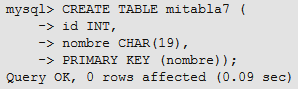 mysql> CREATE TABLE mitabla7 (
    -> id INT,
    -> nombre CHAR(19),
    -> PRIMARY KEY (nombre));
Query OK, 0 rows affected (0.09 sec)